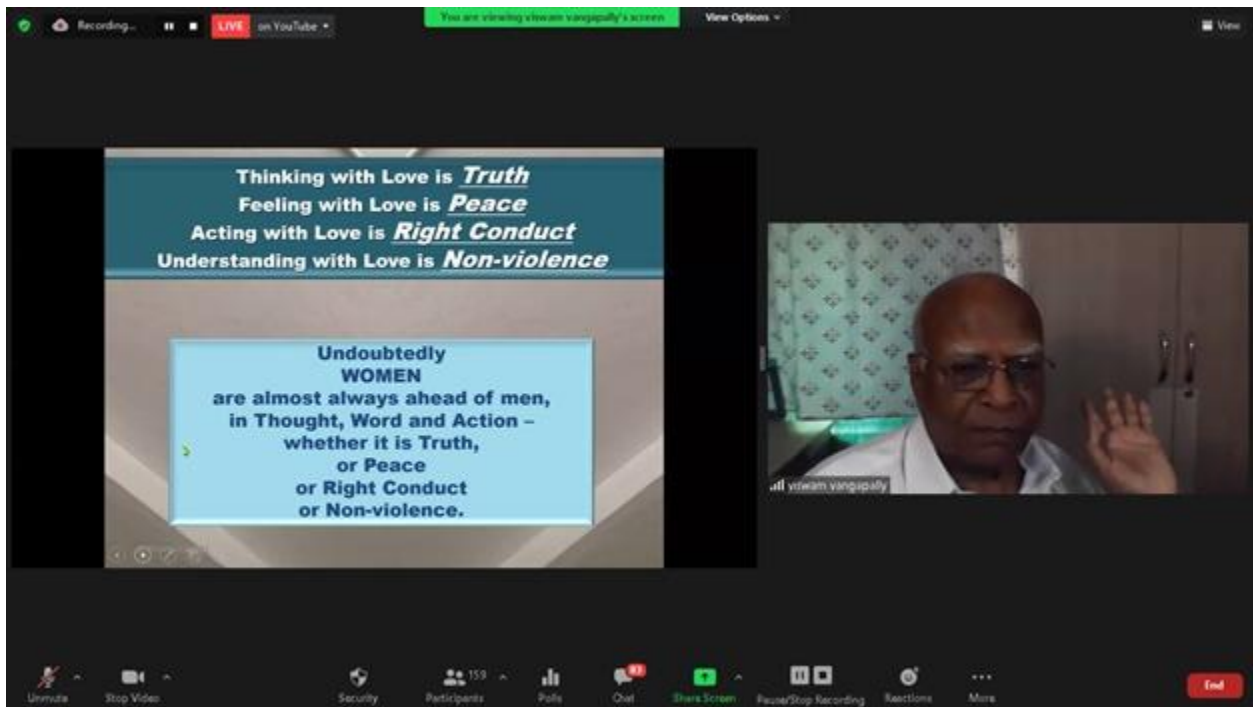 Recording...
LIVE
on YouTube
You are viewing viswam vangapally's screen
View Options
View
Thinking with Love is Truth
Feeling with Love is Peace
Acting with Love is Right Conduct
Understanding with Love is Non-violence
Undoubtedly
WOMEN
are almost always ahead of men,
in Thought, Word and Action –
whether it is Truth,
or Peace
or Right Conduct
or Non-violence.
viswam vangapally
Unmute
Stop Video
Security
159
Participants
Polls
83
Chat
Share Screen
Pause/Stop Recording
Reactions
More
End